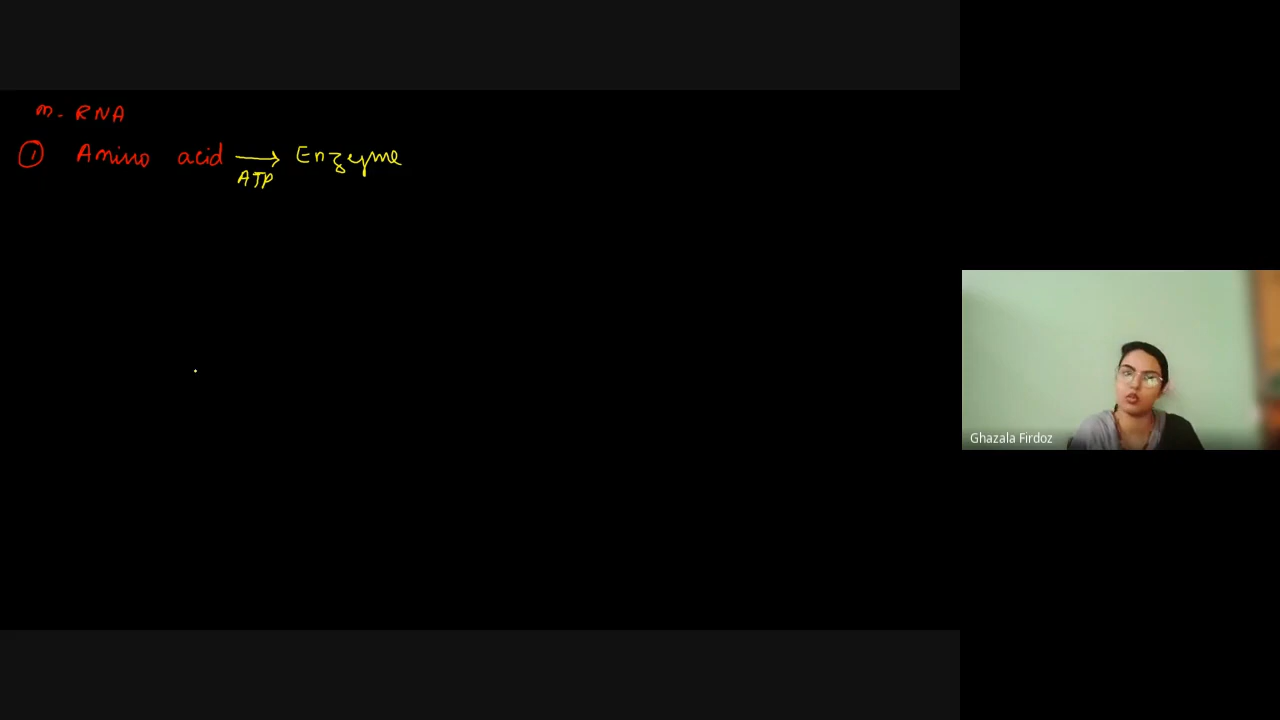 m-RNA
① Amino acid → Enzyme
ATP
Ghazala Firdoz